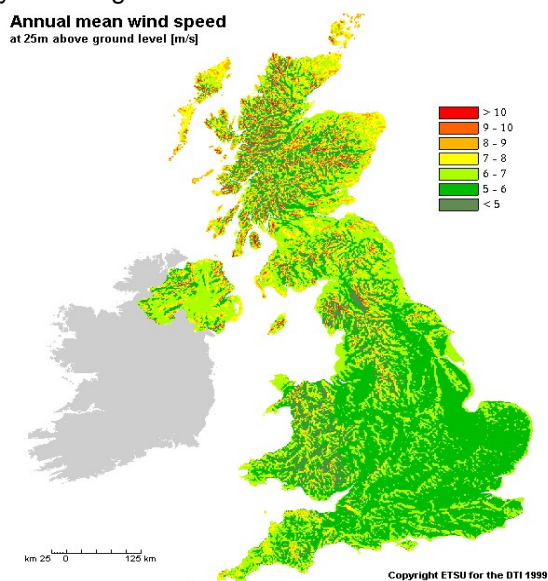 Annual mean wind speed
at 25m above ground level [m/s]
> 10
9 - 10
8 - 9
7 - 8
6 - 7
5 - 6
< 5
km 25 0 125 km
Copyright ETSU for the DTI 1999